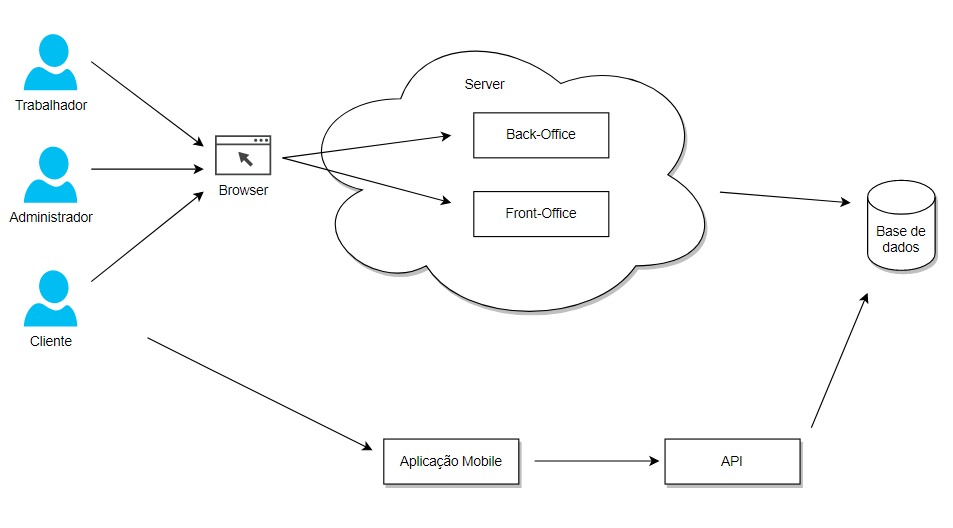 Trabalhador
Administrador
Cliente
Browser
Server
Back-Office
Front-Office
Base de
dados
Aplicação Mobile
API